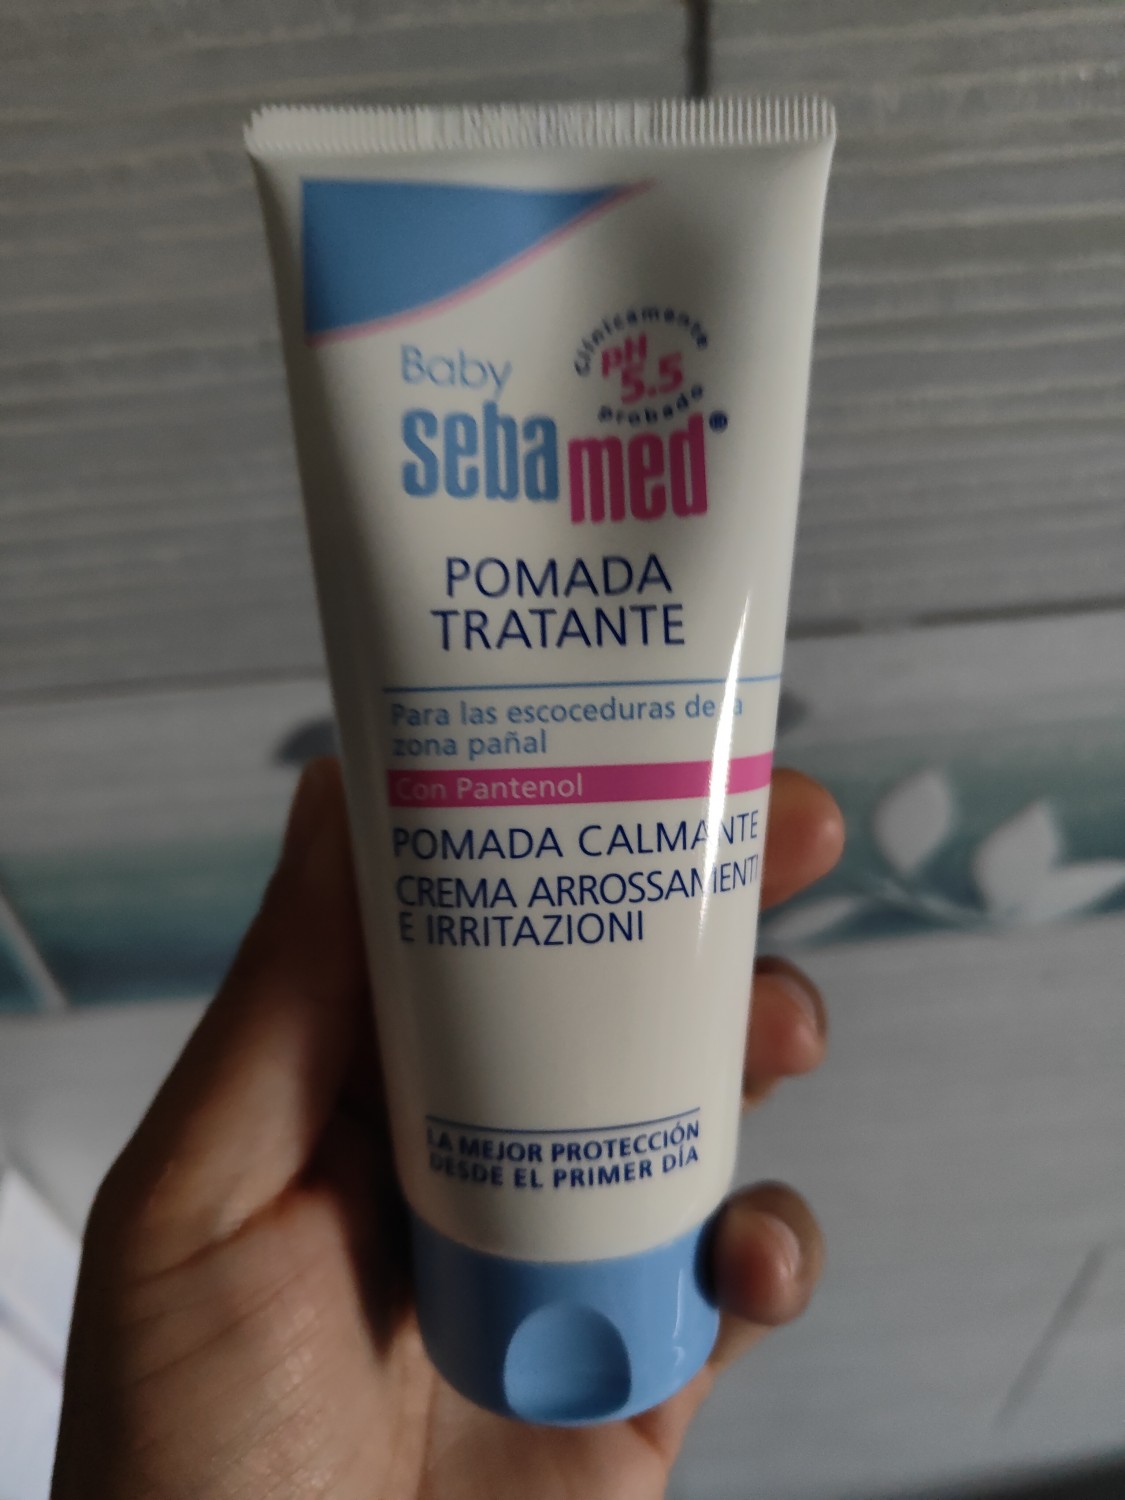 Baby
Clínicamente
pH
5.5
probado
sebamed®
POMADA
TRATANTE
Para las escoceduras de la
zona pañal
Con Pantenol
POMADA CALMANTE
CREMA ARROSSAMENTI
E IRRITAZIONI
LA MEJOR PROTECCIÓN
DESDE EL PRIMER DÍA